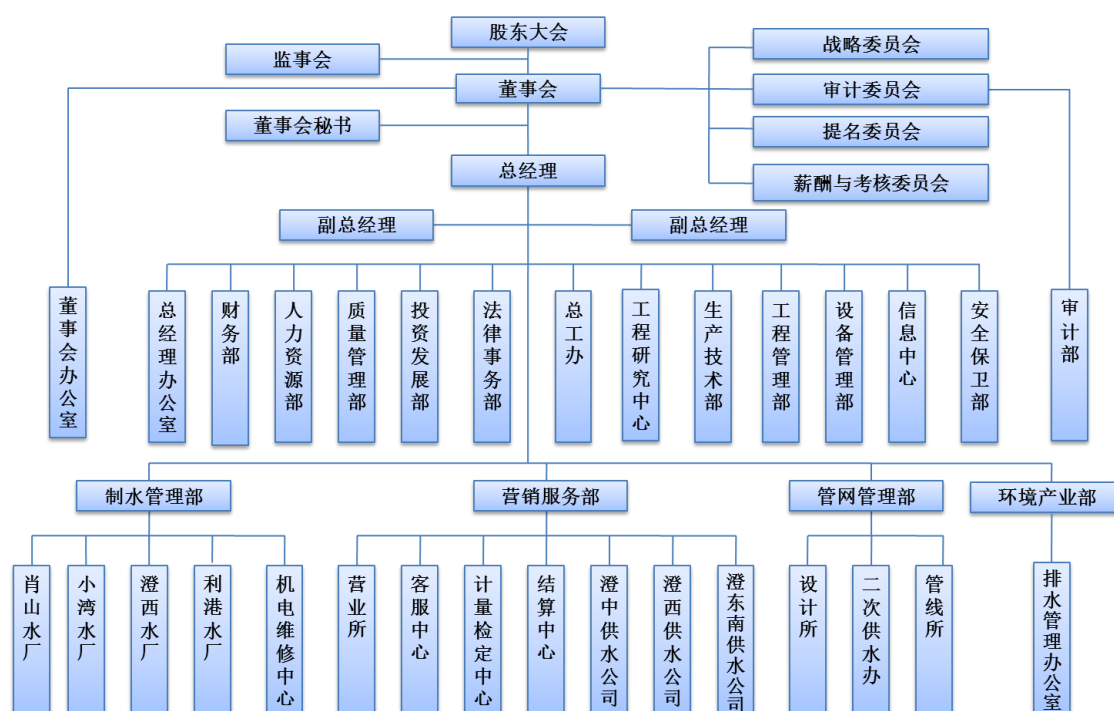 股东大会
监事会
战略委员会
董事会
审计委员会
董事会秘书
提名委员会
总经理
薪酬与考核委员会
副总经理
副总经理
董事会办公室
总经理办公室
财务部
人力资源部
质量管理部
投资发展部
法律事务部
总工办
工程研究中心
生产技术部
工程管理部
设备管理部
信息中心
安全保卫部
审计部
制水管理部
营销服务部
管网管理部
环境产业部
肖山水厂
小湾水厂
澄西水厂
利港水厂
机电维修中心
营业所
客服中心
计量检定中心
结算中心
澄中供水公司
澄西供水公司
澄东南供水公司
设计所
二次供水办
管线所
排水管理办公室